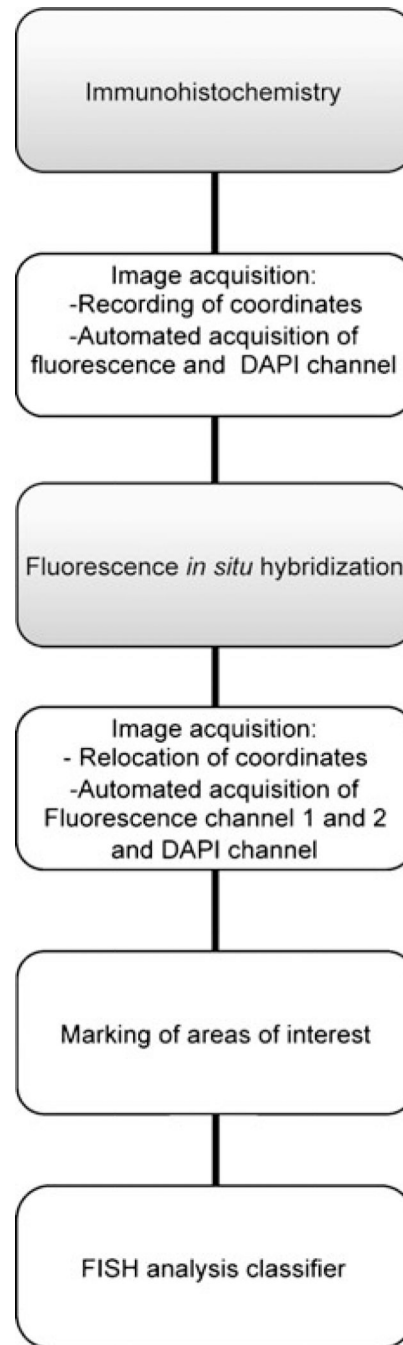 Immunohistochemistry
Image acquisition:
-Recording of coordinates
-Automated acquisition of
fluorescence and DAPI channel
Fluorescence in situ hybridization
Image acquisition:
- Relocation of coordinates
-Automated acquisition of
Fluorescence channel 1 and 2
and DAPI channel
Marking of areas of interest
FISH analysis classifier